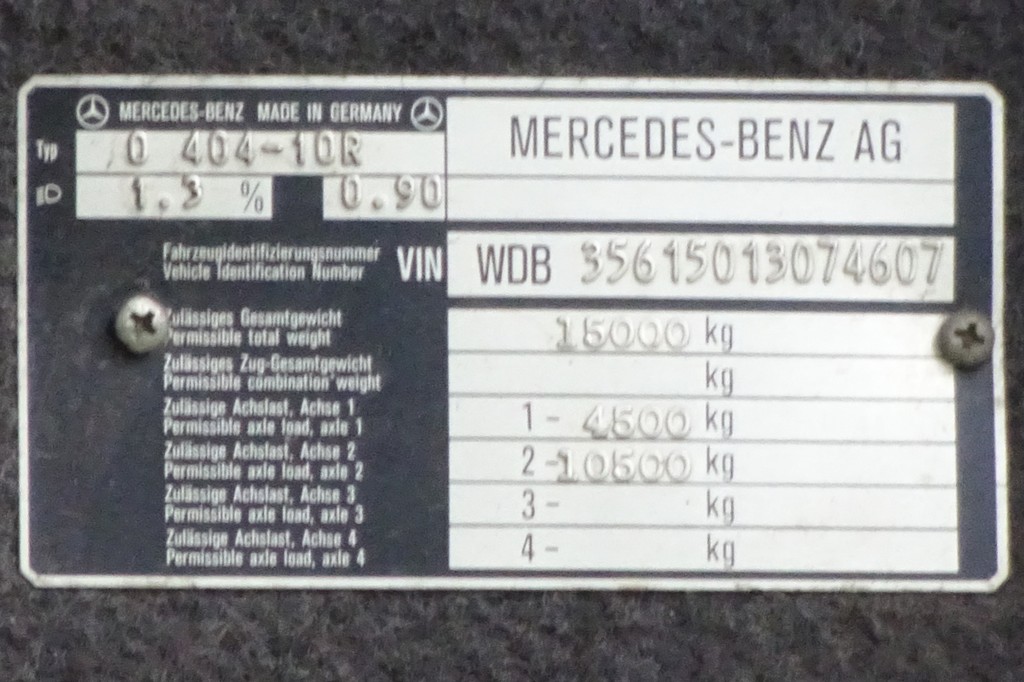 MERCEDES-BENZ MADE IN GERMANY
Typ O 404-10R
1.3 % 0.90
MERCEDES-BENZ AG
Fahrzeugidentifizierungsnummer
Vehicle Identification Number
VIN WDB 35615013074607
Zulässiges Gesamtgewicht
Permissible total weight
15000 kg
Zulässiges Zug-Gesamtgewicht
Permissible combination weight
kg
Zulässige Achslast, Achse 1
Permissible axle load, axle 1
1- 4500 kg
Zulässige Achslast, Achse 2
Permissible axle load, axle 2
2-10500 kg
Zulässige Achslast, Achse 3
Permissible axle load, axle 3
3- kg
Zulässige Achslast, Achse 4
Permissible axle load, axle 4
4- kg